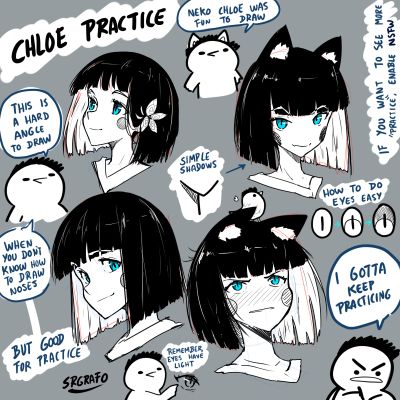 CHLOE PRACTICE
NEKO CHLOE WAS
FUN TO DRAW
IF YOU WANT TO SEE MORE
"PRACTICE", ENABLE NSFW
THIS IS
A HARD
ANGLE
TO DRAW
SIMPLE
SHADOWS
HOW TO DO
EYES EASY
WHEN
YOU DON'T
KNOW HOW
TO DRAW
NOSES
BUT GOOD
FOR PRACTICE
I GOTTA
KEEP
PRACTICING
REMEMBER,
EYES HAVE
LIGHT
SRGRAFO